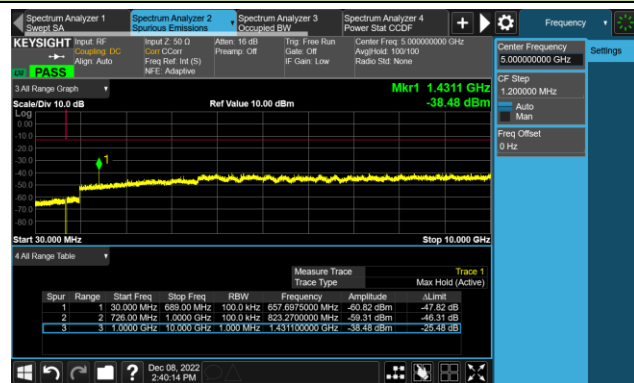 Spectrum Analyzer 1
Swept SA
Spectrum Analyzer 2
Spurious Emissions
Spectrum Analyzer 3
Occupied BW
Spectrum Analyzer 4
Power Stat CCDF
Frequency
KEYSIGHT
Input: RF
Coupling: DC
Align: Auto
Input Z: 50 Ω
Corr CCorr
Freq Ref: Int (S)
NFE: Adaptive
Atten: 16 dB
Preamp: Off
Trig: Free Run
Gate: Off
IF Gain: Low
Center Freq: 5.000000000 GHz
Avg|Hold: 100/100
Radio Std: None
PASS
Center Frequency
5.000000000 GHz
Settings
CF Step
1.200000 MHz
Auto
Man
Freq Offset
0 Hz
3 All Range Graph
Mkr1 1.4311 GHz
Scale/Div 10.0 dB
Ref Value 10.00 dBm
-38.48 dBm
Log
0.00
-10.0
-20.0
-30.0
-40.0
-50.0
-60.0
-70.0
-80.0
1
Start 30.000 MHz
Stop 10.000 GHz
4 All Range Table
Measure Trace Trace 1
Trace Type Max Hold (Active)
Spur Range Start Freq Stop Freq RBW Frequency Amplitude ΔLimit
1 1 30.000 MHz 689.00 MHz 100.0 kHz 657.6975000 MHz -60.82 dBm -47.82 dB
2 2 726.00 MHz 1.0000 GHz 100.0 kHz 823.2700000 MHz -59.31 dBm -46.31 dB
3 3 1.0000 GHz 10.000 GHz 1.000 MHz 1.431100000 GHz -38.48 dBm -25.48 dB
Dec 08, 2022
2:40:14 PM